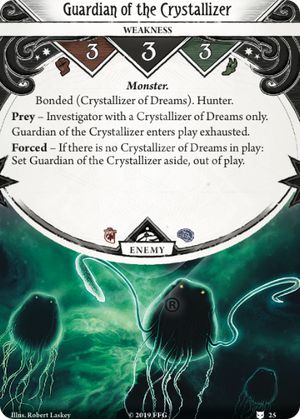 Guardian of the Crystallizer
WEAKNESS
3 3 3
Monster.
Bonded (Crystallizer of Dreams). Hunter.
Prey – Investigator with a Crystallizer of Dreams only.
Guardian of the Crystallizer enters play exhausted.
Forced – If there is no Crystallizer of Dreams in play:
Set Guardian of the Crystallizer aside, out of play.
ENEMY
®
Illus. Robert Laskey © 2019 FFG 25